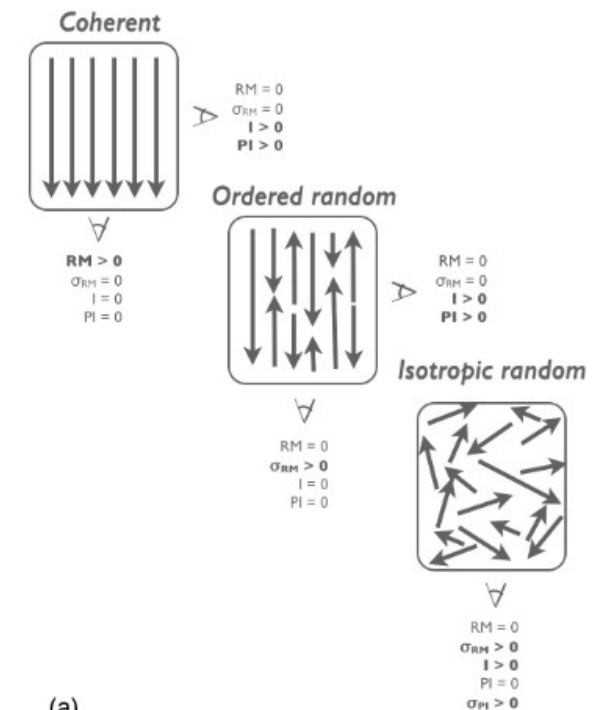 Coherent
RM = 0
σRM = 0
I > 0
PI > 0
RM > 0
σRM = 0
I = 0
PI = 0
Ordered random
RM = 0
σRM = 0
I > 0
PI > 0
RM = 0
σRM > 0
I = 0
PI = 0
Isotropic random
RM = 0
σRM > 0
I > 0
PI = 0
σPI > 0
(a)